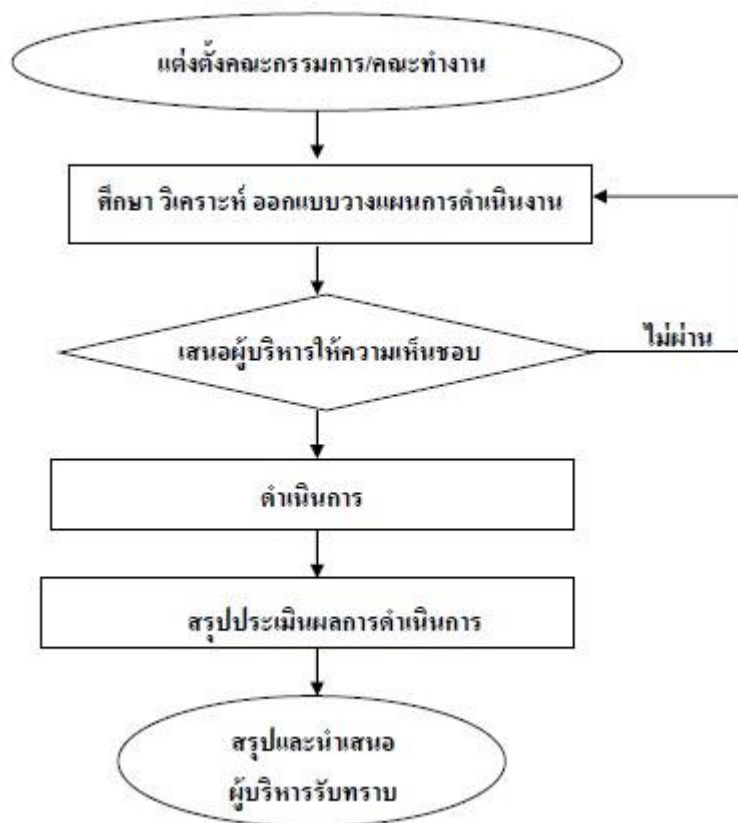 แต่งตั้งคณะกรรมการ/คณะทำงาน
ศึกษา วิเคราะห์ ออกแบบวางแผนการดำเนินงาน
เสนอผู้บริหารให้ความเห็นชอบ
ไม่ผ่าน
ดำเนินการ
สรุปประเมินผลการดำเนินการ
สรุปและนำเสนอ
ผู้บริหารรับทราบ